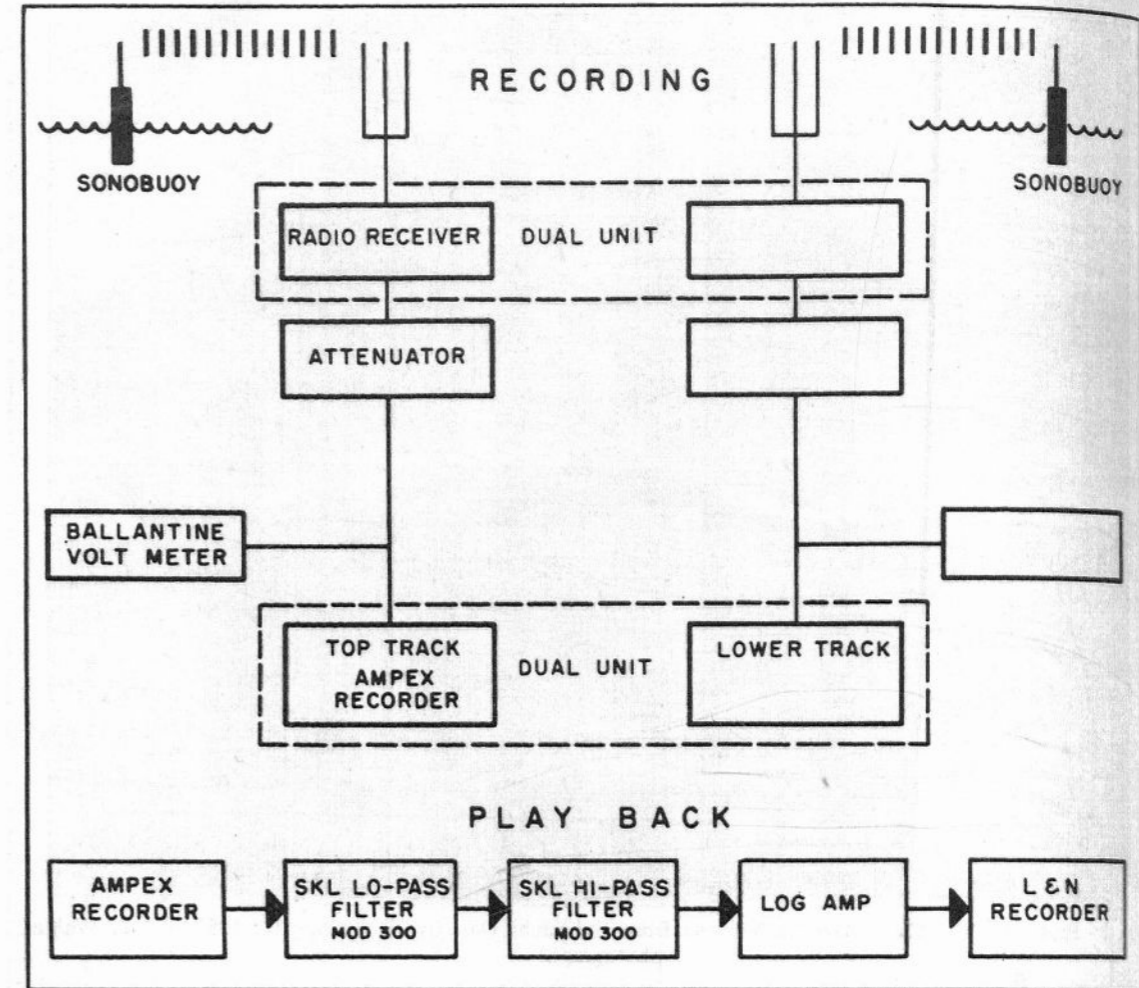 RECORDING
SONOBUOY
SONOBUOY
RADIO RECEIVER
DUAL UNIT
ATTENUATOR
BALLANTINE
VOLT METER
TOP TRACK
AMPEX
RECORDER
DUAL UNIT
LOWER TRACK
PLAY BACK
AMPEX
RECORDER
SKL LO-PASS
FILTER
MOD 300
SKL HI-PASS
FILTER
MOD 300
LOG AMP
L & N
RECORDER